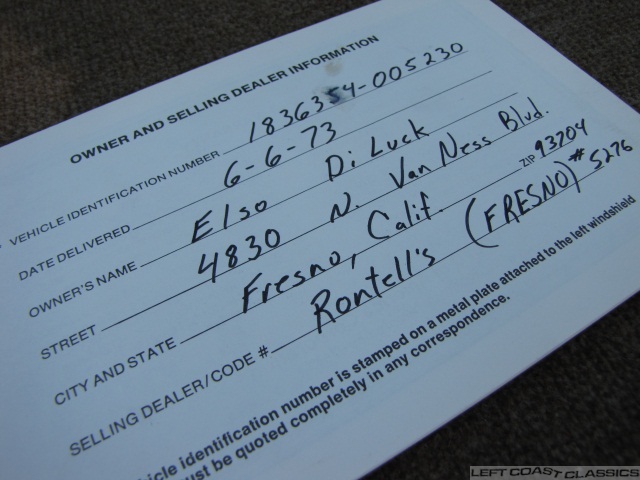 OWNER AND SELLING DEALER INFORMATION
VEHICLE IDENTIFICATION NUMBER 1836354-005230
DATE DELIVERED 6-6-73
OWNER'S NAME Elso Di Luck
STREET 4830 N. Van Ness Blvd.
CITY AND STATE Fresno, Calif. ZIP 93704
SELLING DEALER/CODE # Rontell's (FRESNO) #5276
hicle identification number is stamped on a metal plate attached to the left windshield
ust be quoted completely in any correspondence.
LEFT COAST CLASSICS